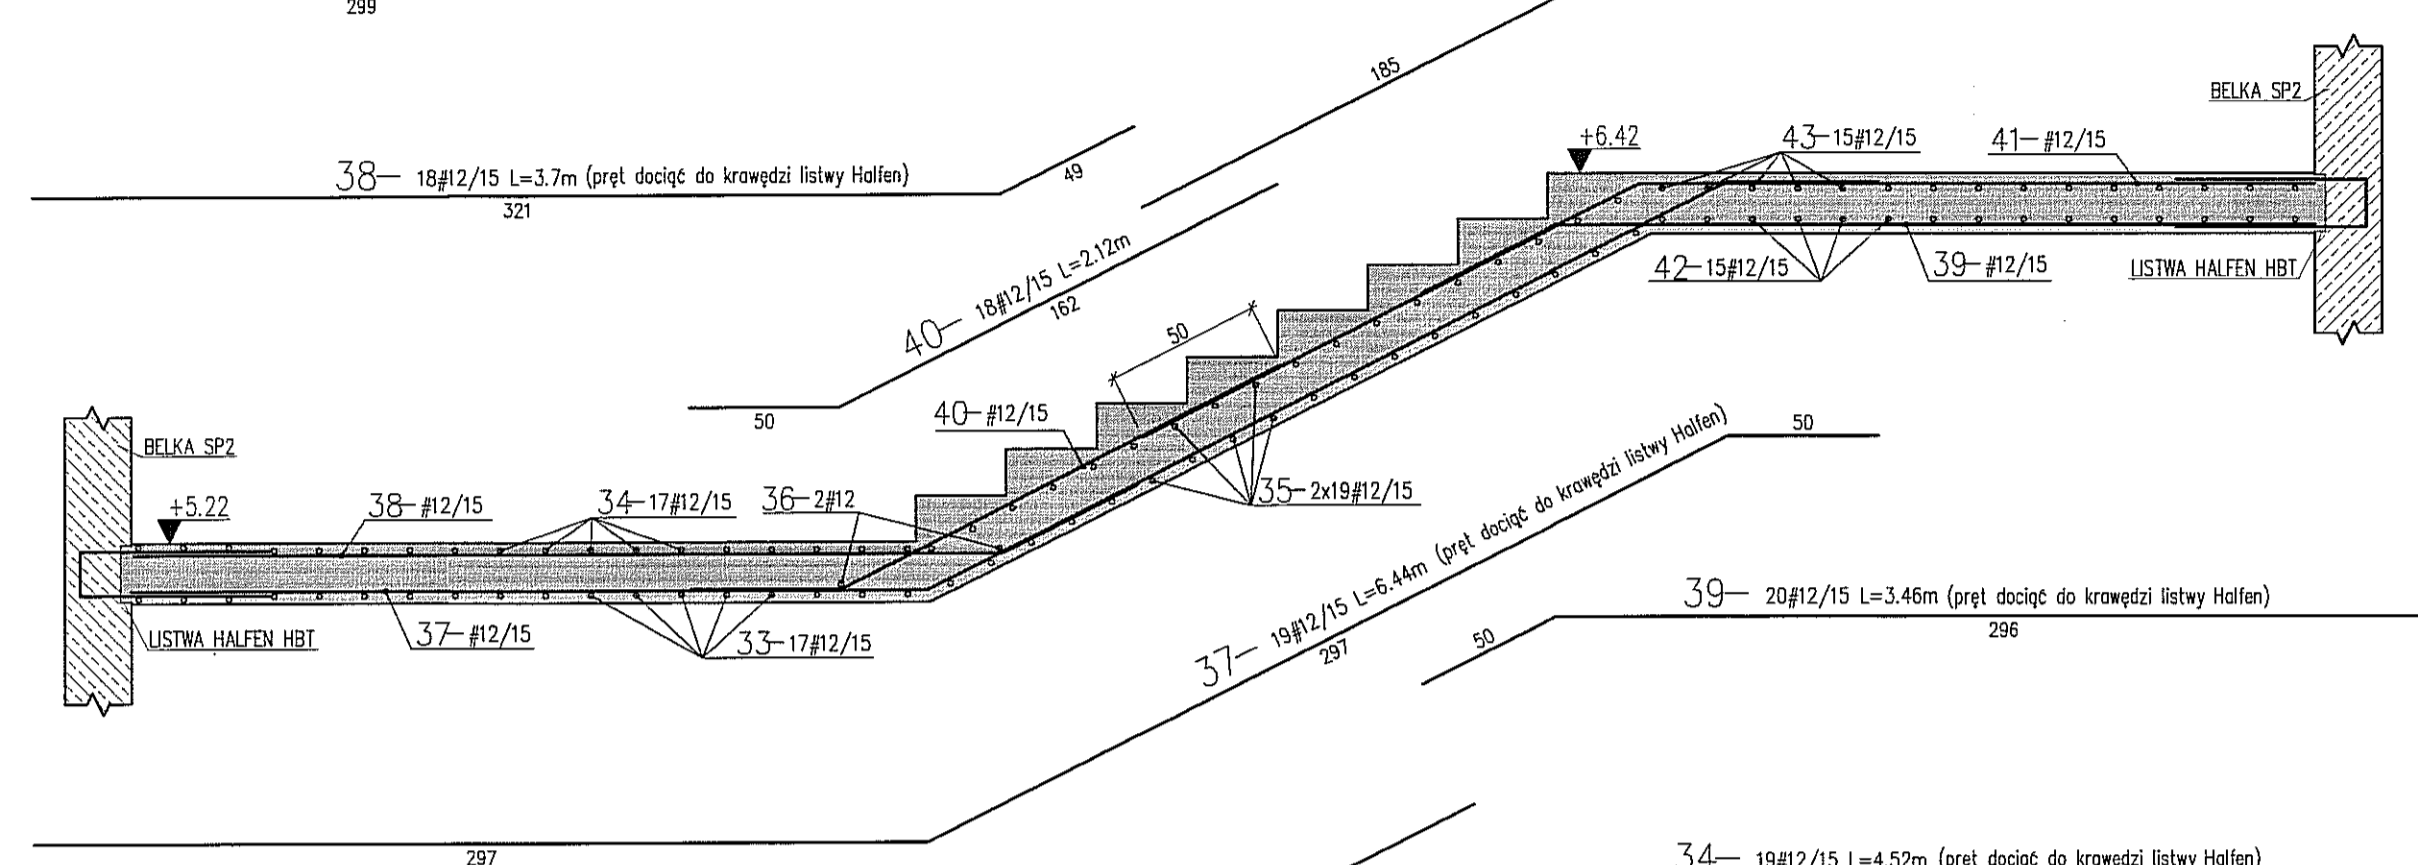 299
185
BELKA SP2
+6.42
43-15#12/15
41-#12/15
38- 18#12/15 L=3.7m (pręt dociąć do krawędzi listwy Halfen)
49
321
40- 18#12/15 L=2.12m
162
42-15#12/15
39-#12/15
LISTWA HALFEN HBT
50
50
40-#12/15
50
BELKA SP2
+5.22
38-#12/15
34-17#12/15
36-2#12
35-2x19#12/15
37- 19#12/15 L=6.44m (pręt dociąć do krawędzi listwy Halfen)
297
39- 20#12/15 L=3.46m (pręt dociąć do krawędzi listwy Halfen)
50
296
LISTWA HALFEN HBT
37-#12/15
33-17#12/15
297
34- 19#12/15 L=4.52m (pręt dociąć do krawędzi listwy Halfen)